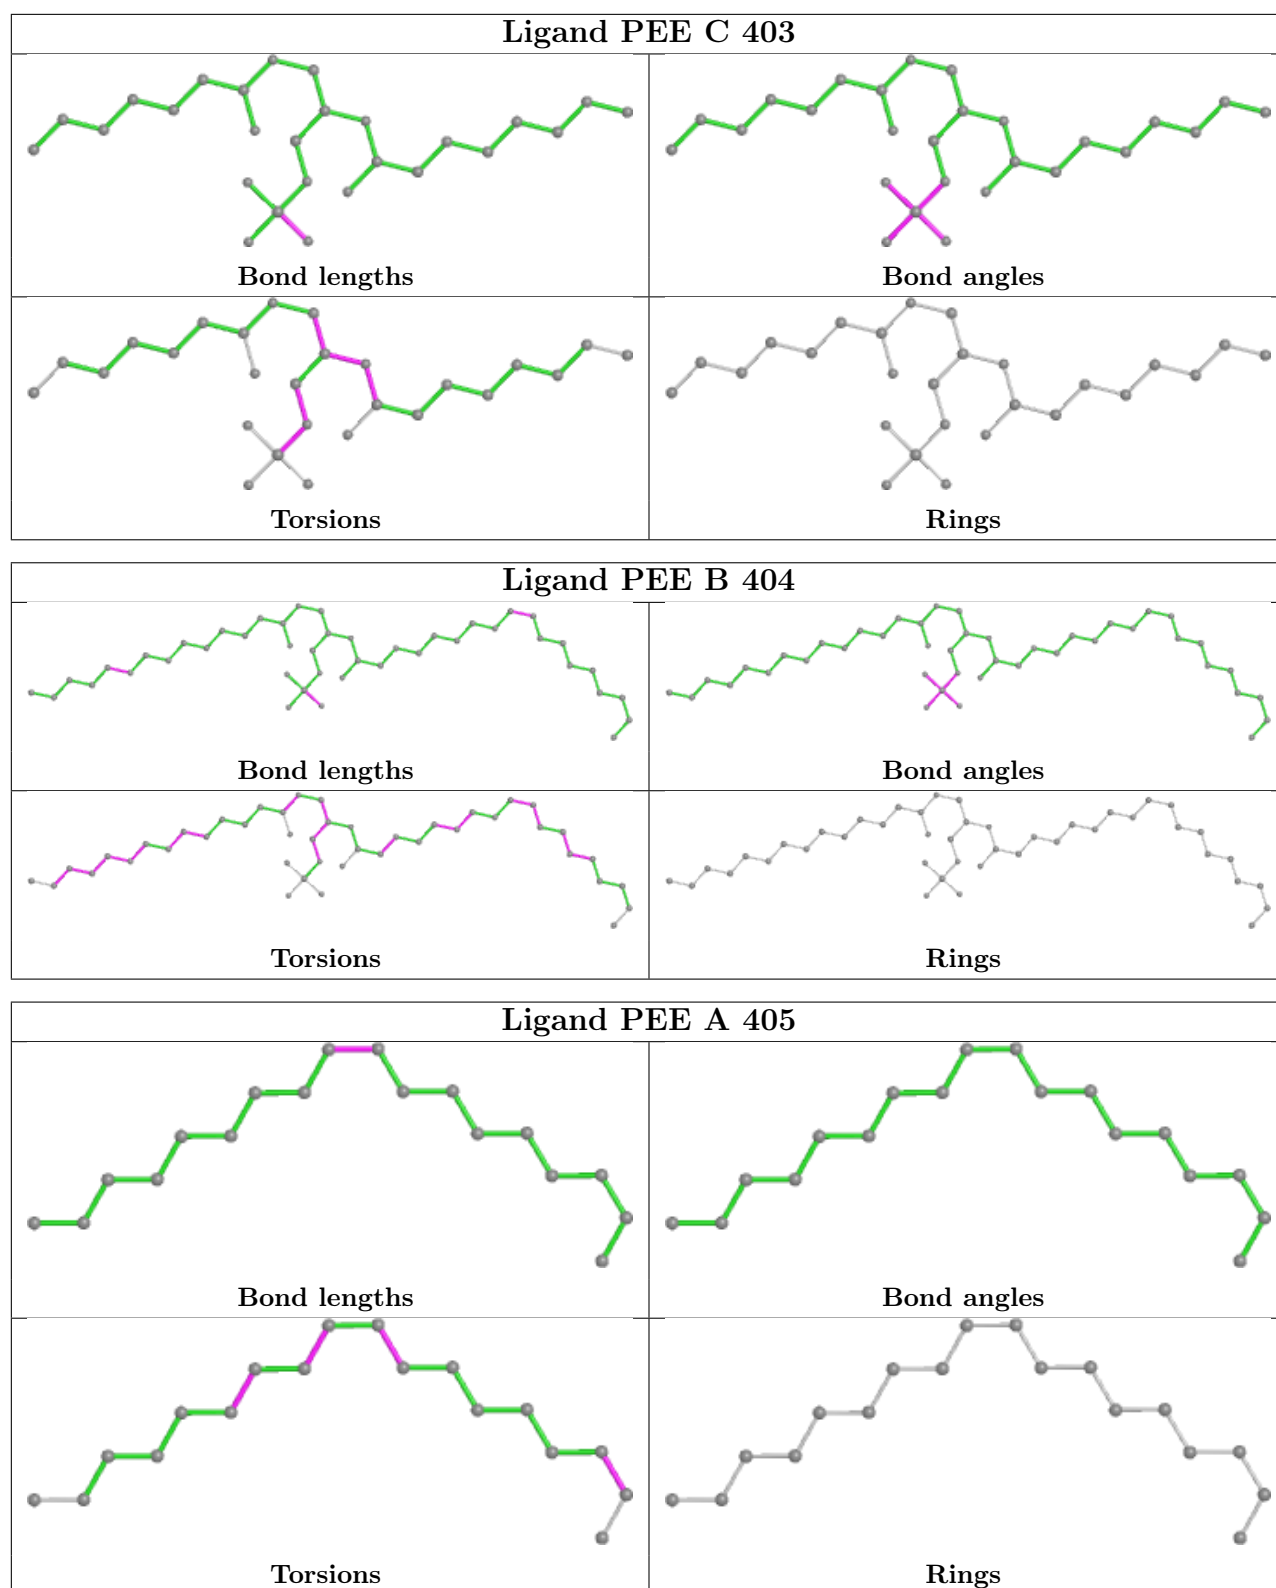 Ligand PEE C 403
Bond lengths
Bond angles
Torsions
Rings
Ligand PEE B 404
Bond lengths
Bond angles
Torsions
Rings
Ligand PEE A 405
Bond lengths
Bond angles
Torsions
Rings